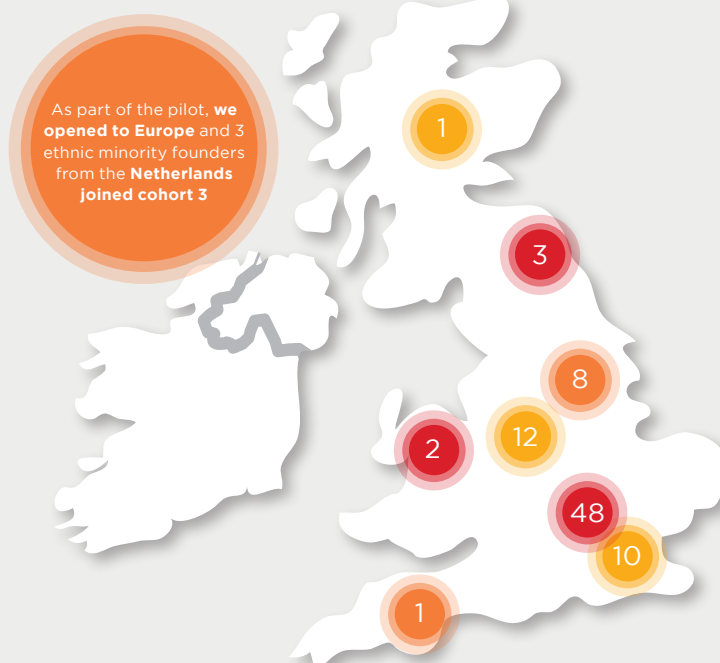 As part of the pilot, we
opened to Europe and 3
ethnic minority founders
from the Netherlands
joined cohort 3
1
3
8
12
2
48
10
1